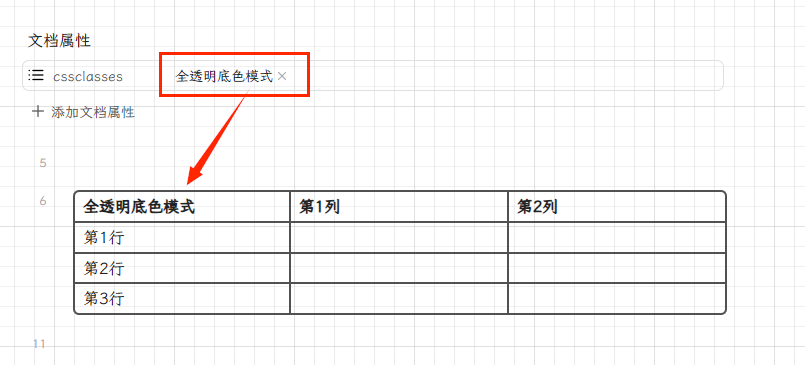 文档属性
cssclasses 全透明底色模式 ×
+ 添加文档属性
5
6
全透明底色模式 第1列 第2列
第1行
第2行
第3行
11